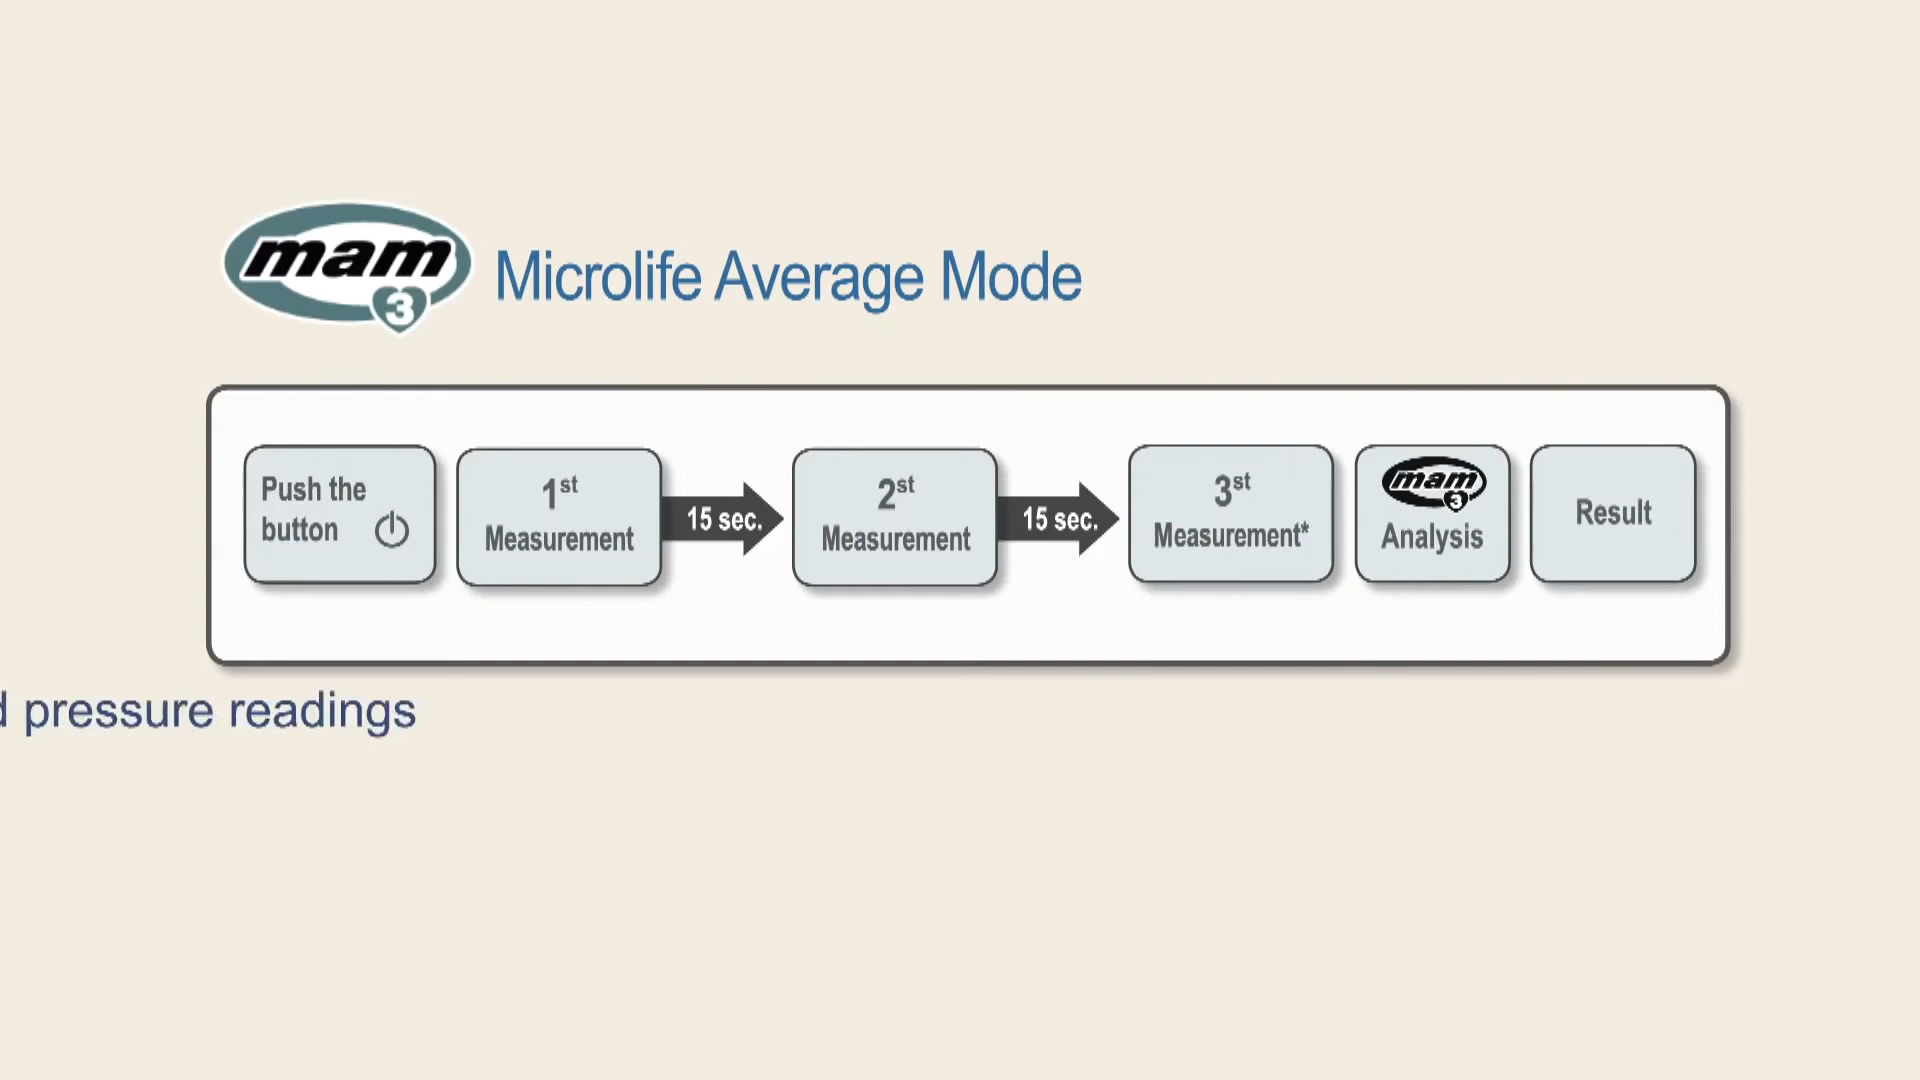 mam
3
Microlife Average Mode
Push the
button
1st
Measurement
15 sec.
2st
Measurement
15 sec.
3st
Measurement*
mam
3
Analysis
Result
pressure readings